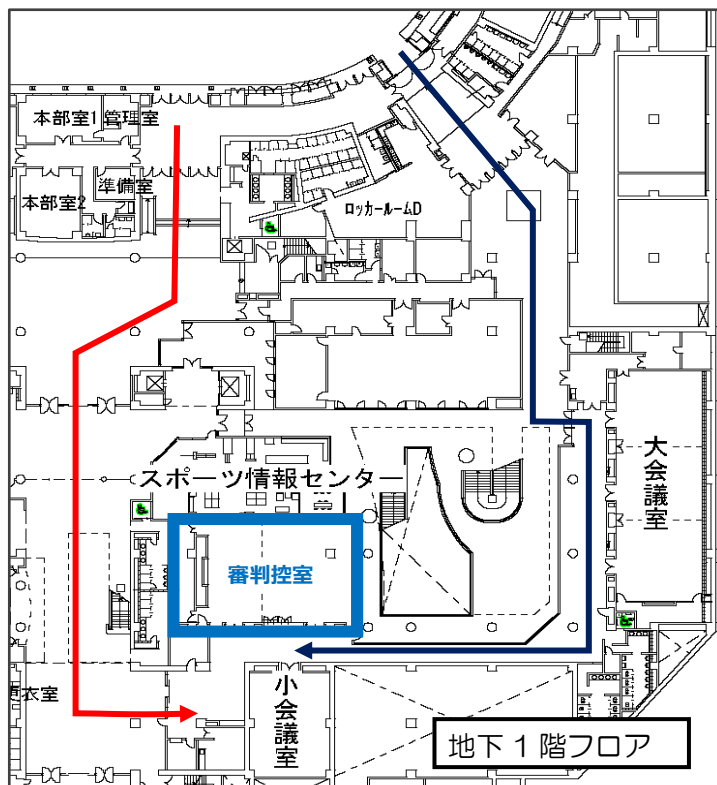 本部室1 管理室
準備室
本部室2
ロッカールームD
大会議室
スポーツ情報センター
審判控室
更衣室
小会議室
地下1階フロア